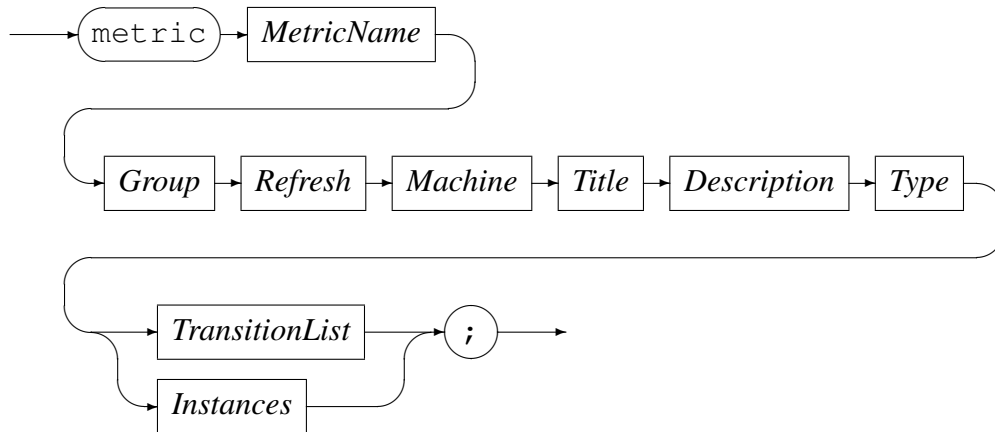 metric MetricName
Group Refresh Machine Title Description Type
TransitionList ;
Instances